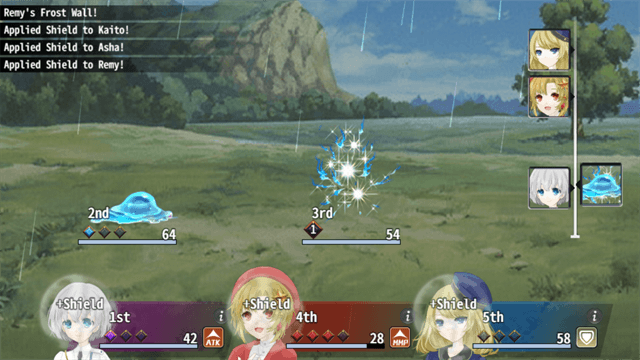 Remy's Frost Wall!
Applied Shield to Kaito!
Applied Shield to Asha!
Applied Shield to Remy!
2nd
64
3rd
1
54
+Shield
1st
i
42
ATK
+Shield
4th
i
28
MMP
+Shield
5th
i
58